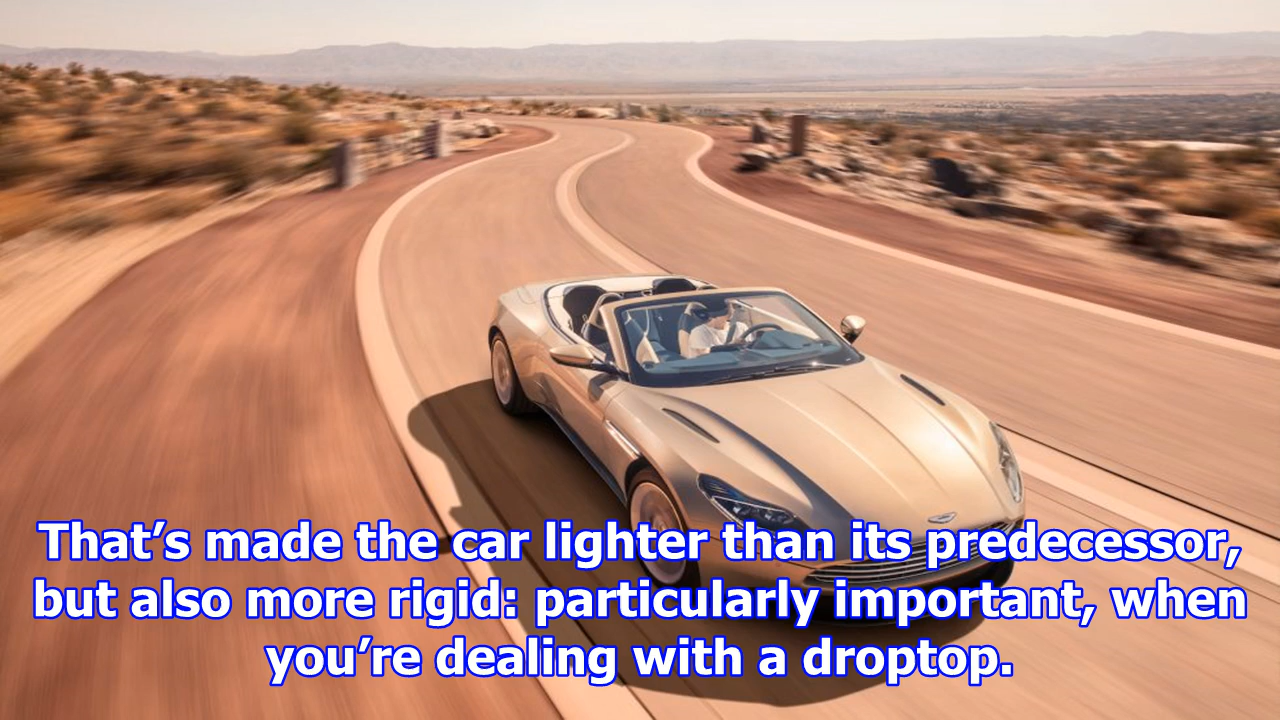 That’s made the car lighter than its predecessor,
but also more rigid: particularly important, when
you’re dealing with a droptop.